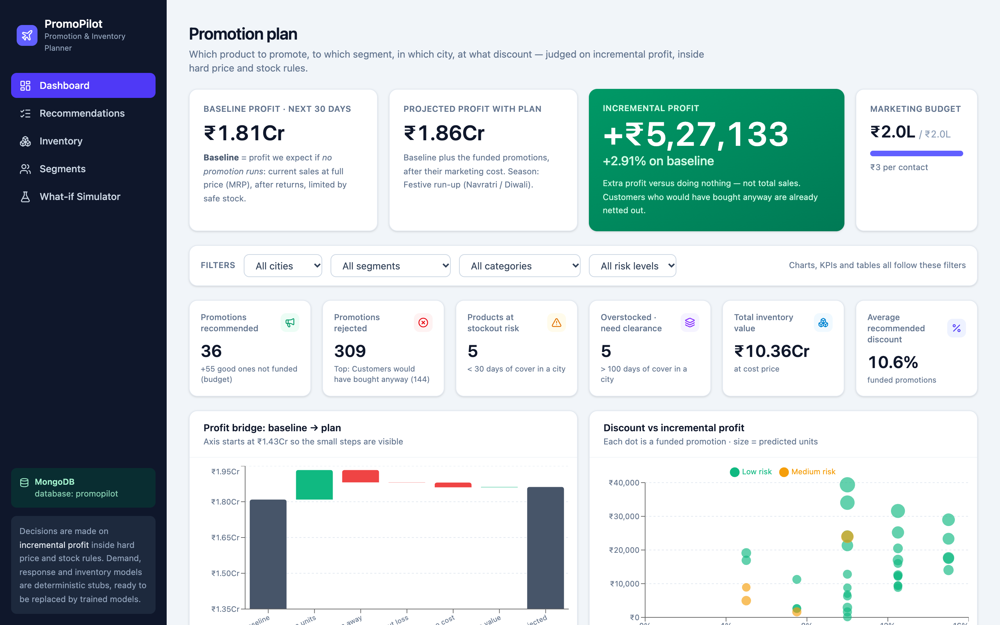 PromoPilot
Promotion & Inventory
Planner
Dashboard
Recommendations
Inventory
Segments
What-if Simulator
MongoDB
database: promopilot
Decisions are made on
incremental profit inside hard
price and stock rules. Demand,
response and inventory models
are deterministic stubs, ready to
be replaced by trained models.
Promotion plan
Which product to promote, to which segment, in which city, at what discount — judged on incremental profit, inside
hard price and stock rules.
BASELINE PROFIT · NEXT 30 DAYS
₹1.81Cr
Baseline = profit we expect if no
promotion runs: current sales at full
price (MRP), after returns, limited by
safe stock.
PROJECTED PROFIT WITH PLAN
₹1.86Cr
Baseline plus the funded promotions,
after their marketing cost. Season:
Festive run-up (Navratri / Diwali).
INCREMENTAL PROFIT
+₹5,27,133
+2.91% on baseline
Extra profit versus doing nothing — not total sales.
Customers who would have bought anyway are already
netted out.
MARKETING BUDGET
₹2.0L / ₹2.0L
₹3 per contact
FILTERS
All cities
All segments
All categories
All risk levels
Charts, KPIs and tables all follow these filters
Promotions
recommended
36
+55 good ones not funded
(budget)
Promotions
rejected
309
Top: Customers would
have bought anyway (144)
Products at
stockout risk
5
< 30 days of cover in a city
Overstocked ·
need clearance
5
> 100 days of cover in a
city
Total inventory
value
₹10.36Cr
at cost price
Average
recommended
discount
10.6%
funded promotions
Profit bridge: baseline → plan
Axis starts at ₹1.43Cr so the small steps are visible
₹1.95Cr
₹1.80Cr
₹1.65Cr
₹1.50Cr
₹1.35Cr
units
away
loss
cost
value
Discount vs incremental profit
Each dot is a funded promotion · size = predicted units
Low risk
Medium risk
₹40,000
₹30,000
₹20,000
₹10,000
₹0